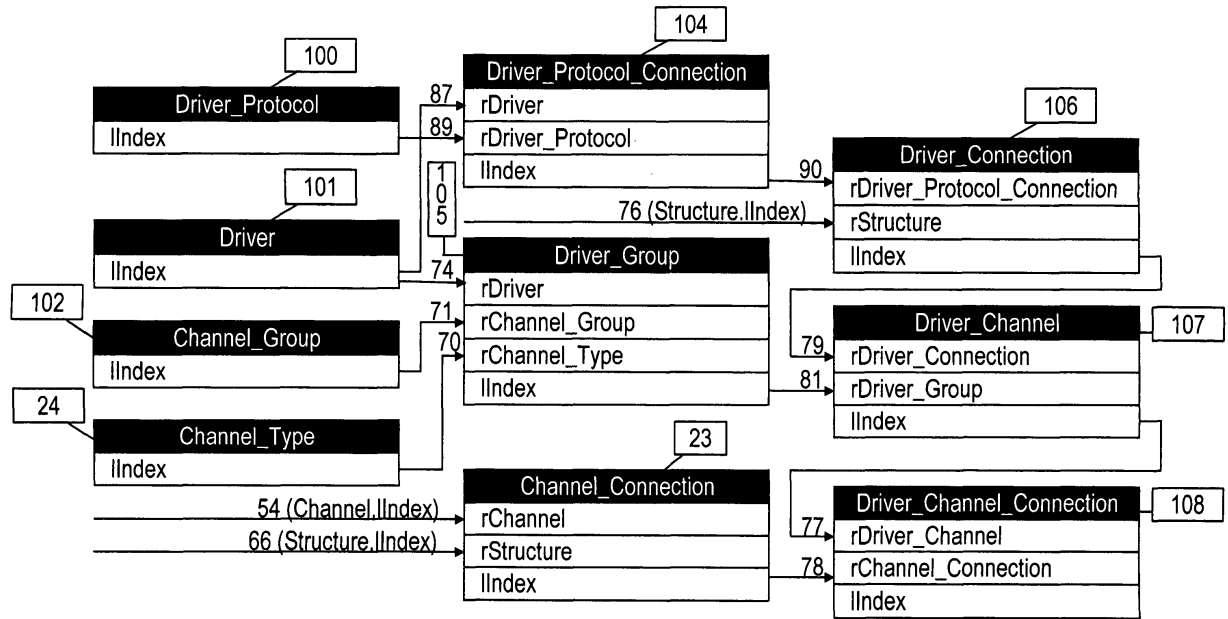 100
Driver_Protocol
lIndex
101
Driver
lIndex
102
Channel_Group
lIndex
24
Channel_Type
lIndex
54 (Channel.lIndex)
66 (Structure.lIndex)
87
89
105
74
71
70
104
Driver_Protocol_Connection
rDriver
rDriver_Protocol
lIndex
76 (Structure.lIndex)
Driver_Group
rDriver
rChannel_Group
rChannel_Type
lIndex
23
Channel_Connection
rChannel
rStructure
lIndex
90
79
81
77
78
106
Driver_Connection
rDriver_Protocol_Connection
rStructure
lIndex
107
Driver_Channel
rDriver_Connection
rDriver_Group
lIndex
108
Driver_Channel_Connection
rDriver_Channel
rChannel_Connection
lIndex